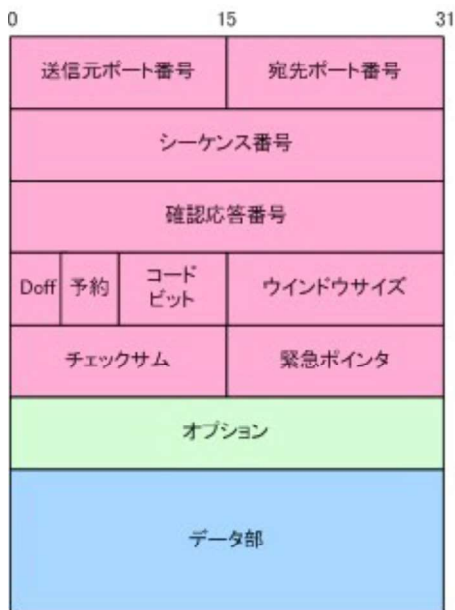 0 15 31
送信元ポート番号 宛先ポート番号
シーケンス番号
確認応答番号
Doff 予約 コード ウインドウサイズ
ビット
チェックサム 緊急ポインタ
オプション
データ部